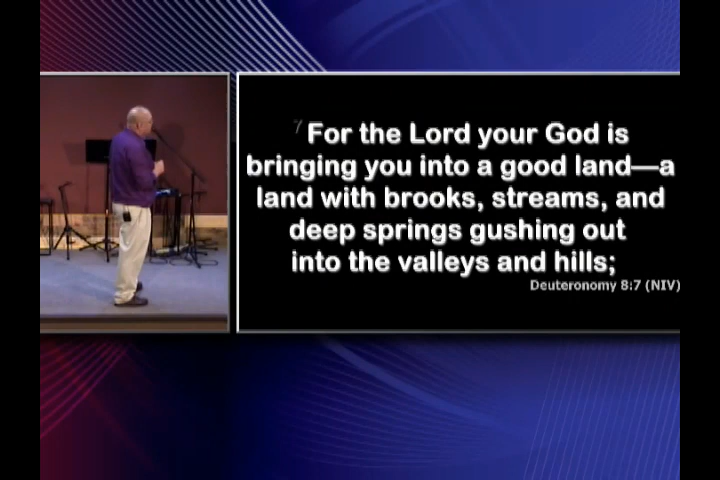 7 For the Lord your God is
bringing you into a good land—a
land with brooks, streams, and
deep springs gushing out
into the valleys and hills;
Deuteronomy 8:7 (NIV)